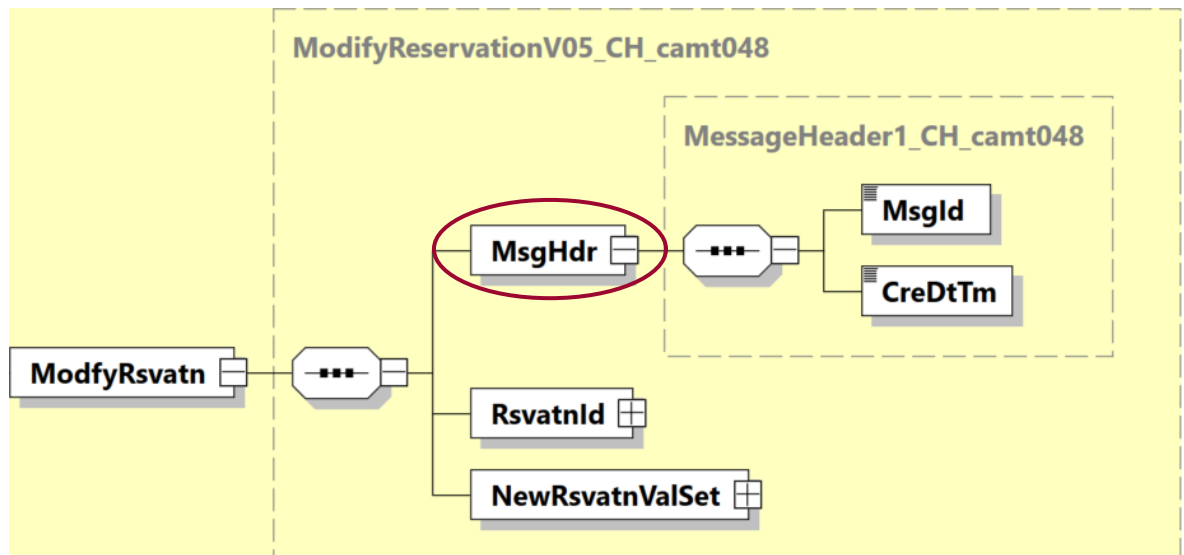 ModifyReservationV05_CH_camt048
MessageHeader1_CH_camt048
MsgId
MsgHdr
CreDtTm
ModfyRsvatn
RsvatnId
NewRsvatnValSet